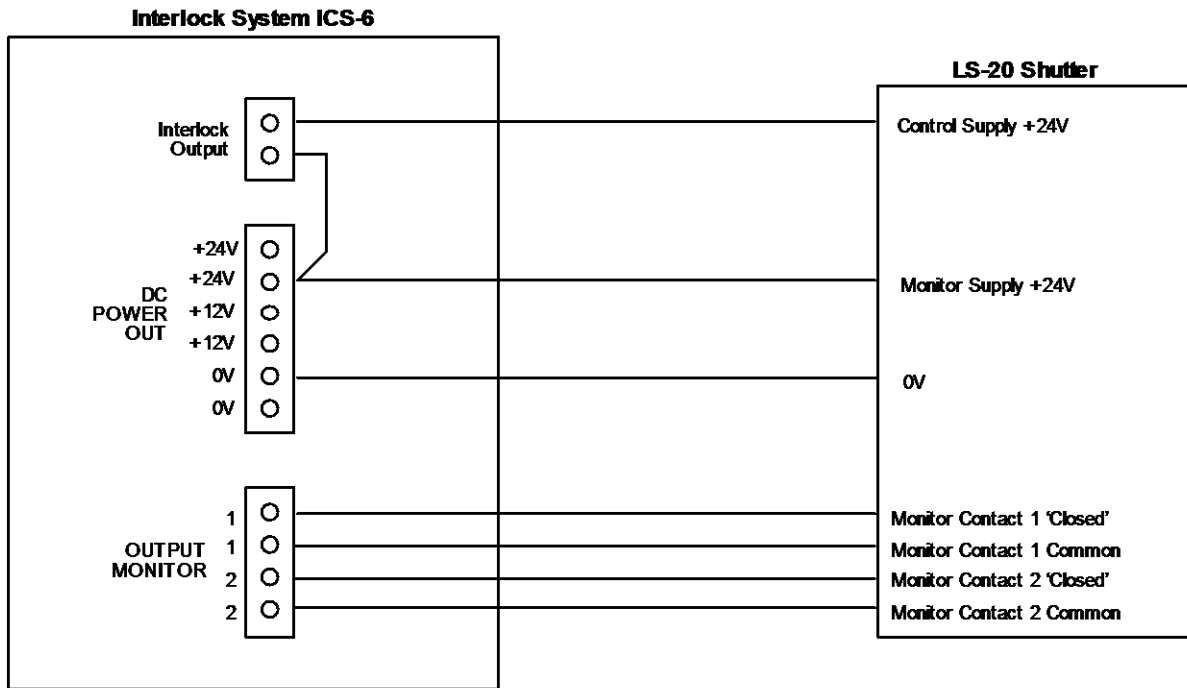 Interlock System ICS-6
LS-20 Shutter
Interlock
Output
Control Supply +24V
+24V
+24V
+12V
+12V
0V
0V
DC
POWER
OUT
Monitor Supply +24V
0V
1
1
2
2
OUTPUT
MONITOR
Monitor Contact 1 'Closed'
Monitor Contact 1 Common
Monitor Contact 2 'Closed'
Monitor Contact 2 Common